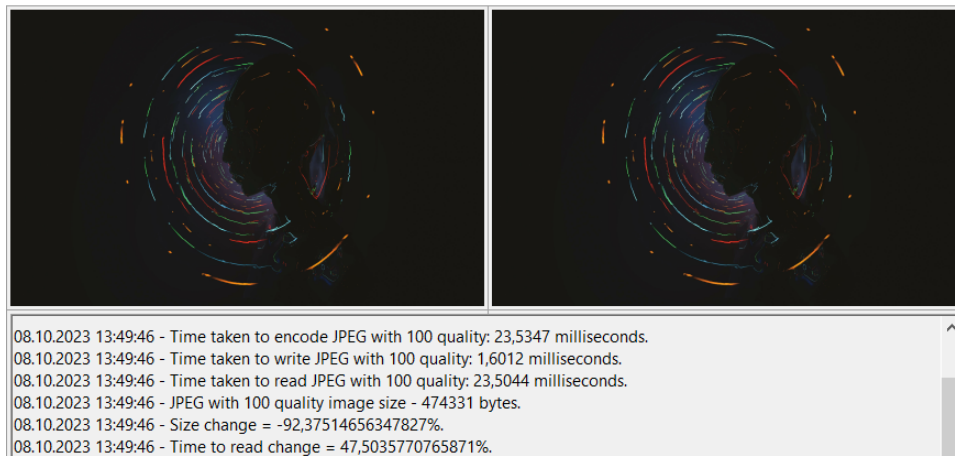 08.10.2023 13:49:46 - Time taken to encode JPEG with 100 quality: 23,5347 milliseconds.
08.10.2023 13:49:46 - Time taken to write JPEG with 100 quality: 1,6012 milliseconds.
08.10.2023 13:49:46 - Time taken to read JPEG with 100 quality: 23,5044 milliseconds.
08.10.2023 13:49:46 - JPEG with 100 quality image size - 474331 bytes.
08.10.2023 13:49:46 - Size change = -92,37514656347827%.
08.10.2023 13:49:46 - Time to read change = 47,5035770765871%.